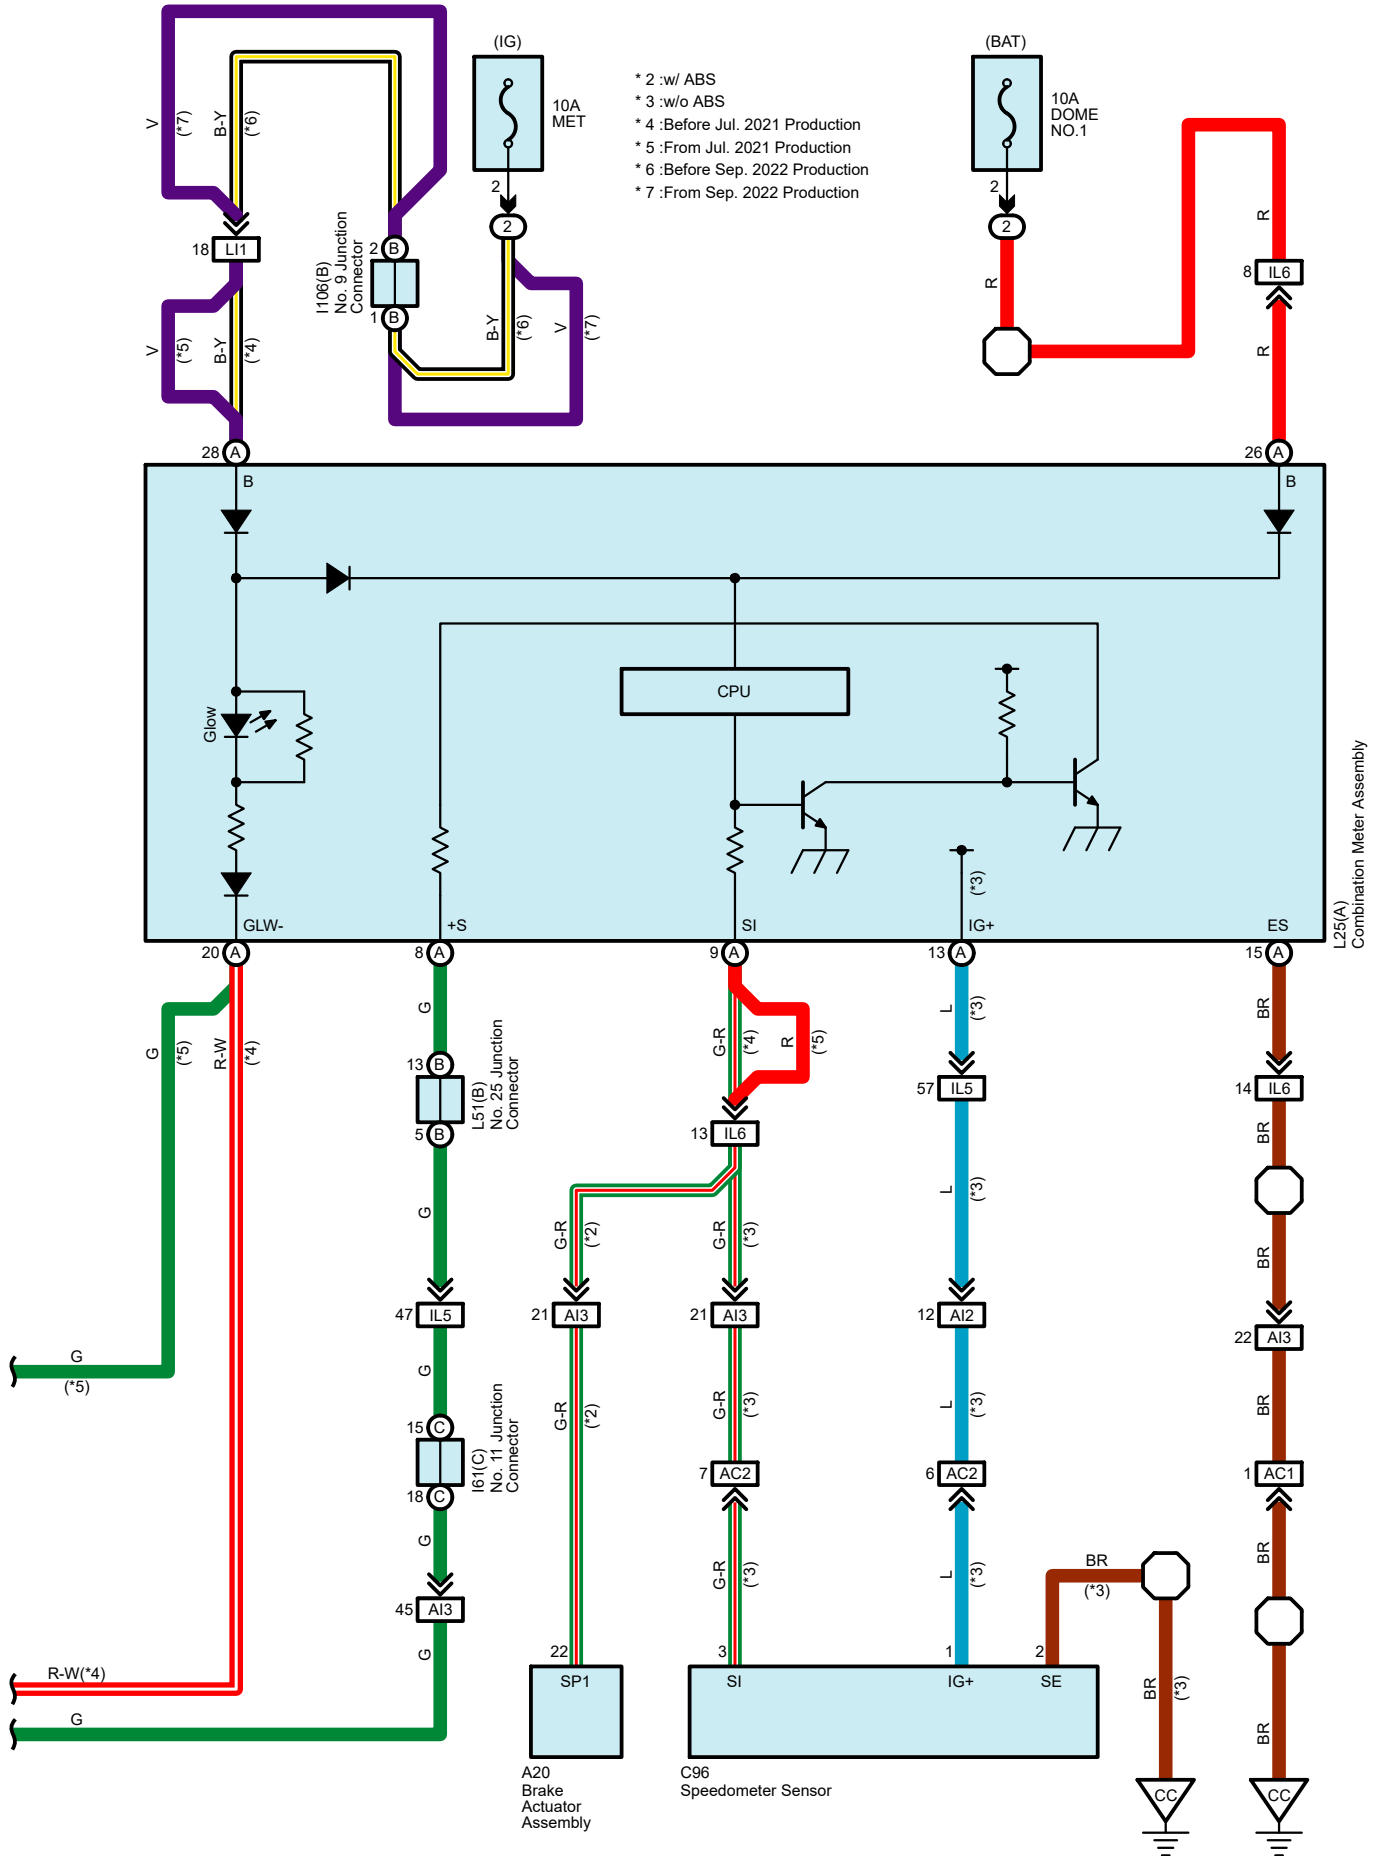 (IG)
(BAT)
10A
MET
10A
DOME
NO.1
* 2 :w/ ABS
* 3 :w/o ABS
* 4 :Before Jul. 2021 Production
* 5 :From Jul. 2021 Production
* 6 :Before Sep. 2022 Production
* 7 :From Sep. 2022 Production
V
(*7)
B-Y
(*6)
2
2
2
2
R
R
18 LI1
2 B
I106(B)
No. 9 Junction
Connector
1 B
8 IL6
V
(*5)
B-Y
(*4)
B-Y
(*6)
V
(*7)
R
28 A
26 A
B
B
Glow
CPU
(*3)
GLW-
+S
SI
IG+
ES
L25(A)
Combination Meter Assembly
20 A
8 A
9 A
13 A
15 A
G
(*5)
R-W
(*4)
G
G-R
(*4)
R
(*5)
L
(*3)
BR
13 B
L51(B)
No. 25 Junction
Connector
5 B
57 IL5
14 IL6
13 IL6
BR
G
G-R
(*2)
G-R
(*3)
L
(*3)
BR
47 IL5
21 AI3
21 AI3
12 AI2
22 AI3
G
(*5)
G
G-R
(*2)
G-R
(*3)
L
(*3)
BR
15 C
I61(C)
No. 11 Junction
Connector
18 C
7 AC2
6 AC2
1 AC1
G
G-R
(*3)
L
(*3)
BR
(*3)
BR
45 AI3
G
R-W(*4)
G
22
3
1
2
SP1
SI
IG+
SE
BR
(*3)
BR
A20
Brake
Actuator
Assembly
C96
Speedometer Sensor
CC
CC